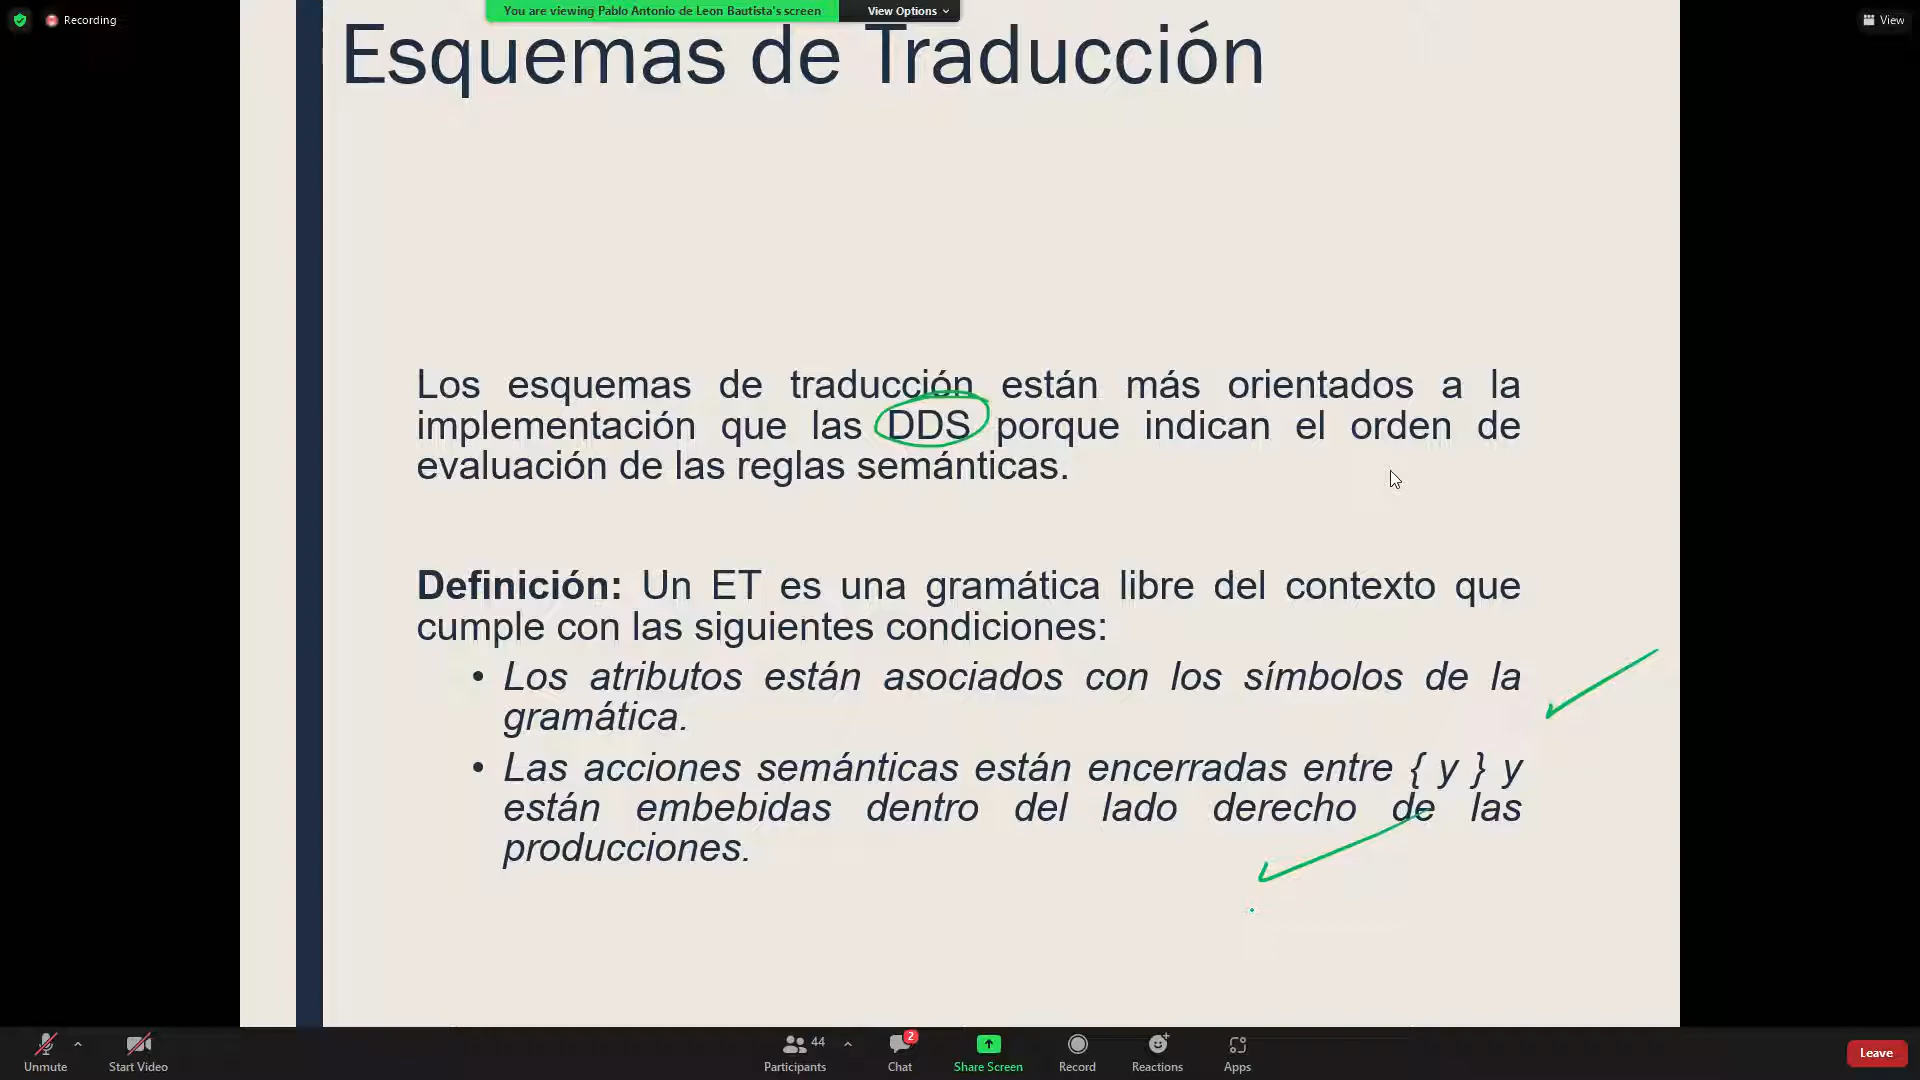 Recording
You are viewing Pablo Antonio de Leon Bautista's screen
View Options
View
Esquemas de Traducción
Los esquemas de traducción están más orientados a la
implementación que las DDS porque indican el orden de
evaluación de las reglas semánticas.
Definición: Un ET es una gramática libre del contexto que
cumple con las siguientes condiciones:
• Los atributos están asociados con los símbolos de la
gramática.
• Las acciones semánticas están encerradas entre { y } y
están embebidas dentro del lado derecho de las
producciones.
44
2
Unmute
Start Video
Participants
Chat
Share Screen
Record
Reactions
Apps
Leave